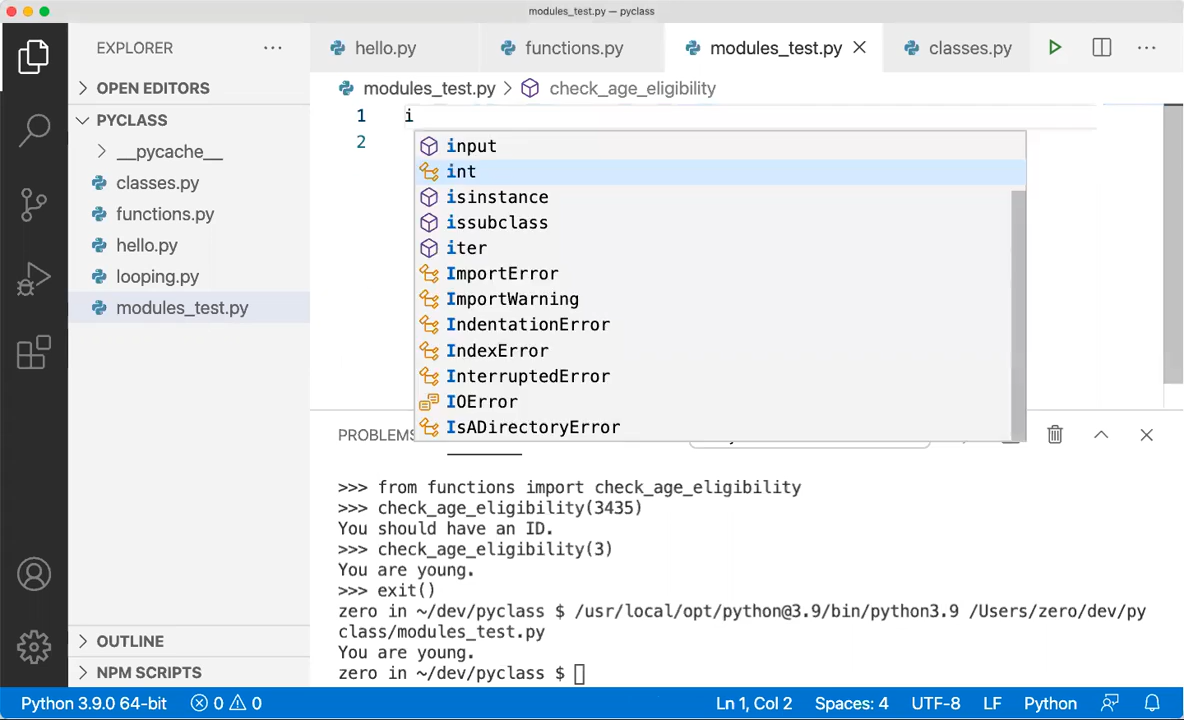 modules_test.py — pyclass
EXPLORER
hello.py
functions.py
modules_test.py
classes.py
OPEN EDITORS
PYCLASS
__pycache__
classes.py
functions.py
hello.py
looping.py
modules_test.py
OUTLINE
NPM SCRIPTS
modules_test.py > check_age_eligibility
1 i
2
input
int
isinstance
issubclass
iter
ImportError
ImportWarning
IndentationError
IndexError
InterruptedError
IOError
IsADirectoryError
PROBLEMS
>>> from functions import check_age_eligibility
>>> check_age_eligibility(3435)
You should have an ID.
>>> check_age_eligibility(3)
You are young.
>>> exit()
zero in ~/dev/pyclass $ /usr/local/opt/python@3.9/bin/python3.9 /Users/zero/dev/py
class/modules_test.py
You are young.
zero in ~/dev/pyclass $
Python 3.9.0 64-bit 0 0 Ln 1, Col 2 Spaces: 4 UTF-8 LF Python